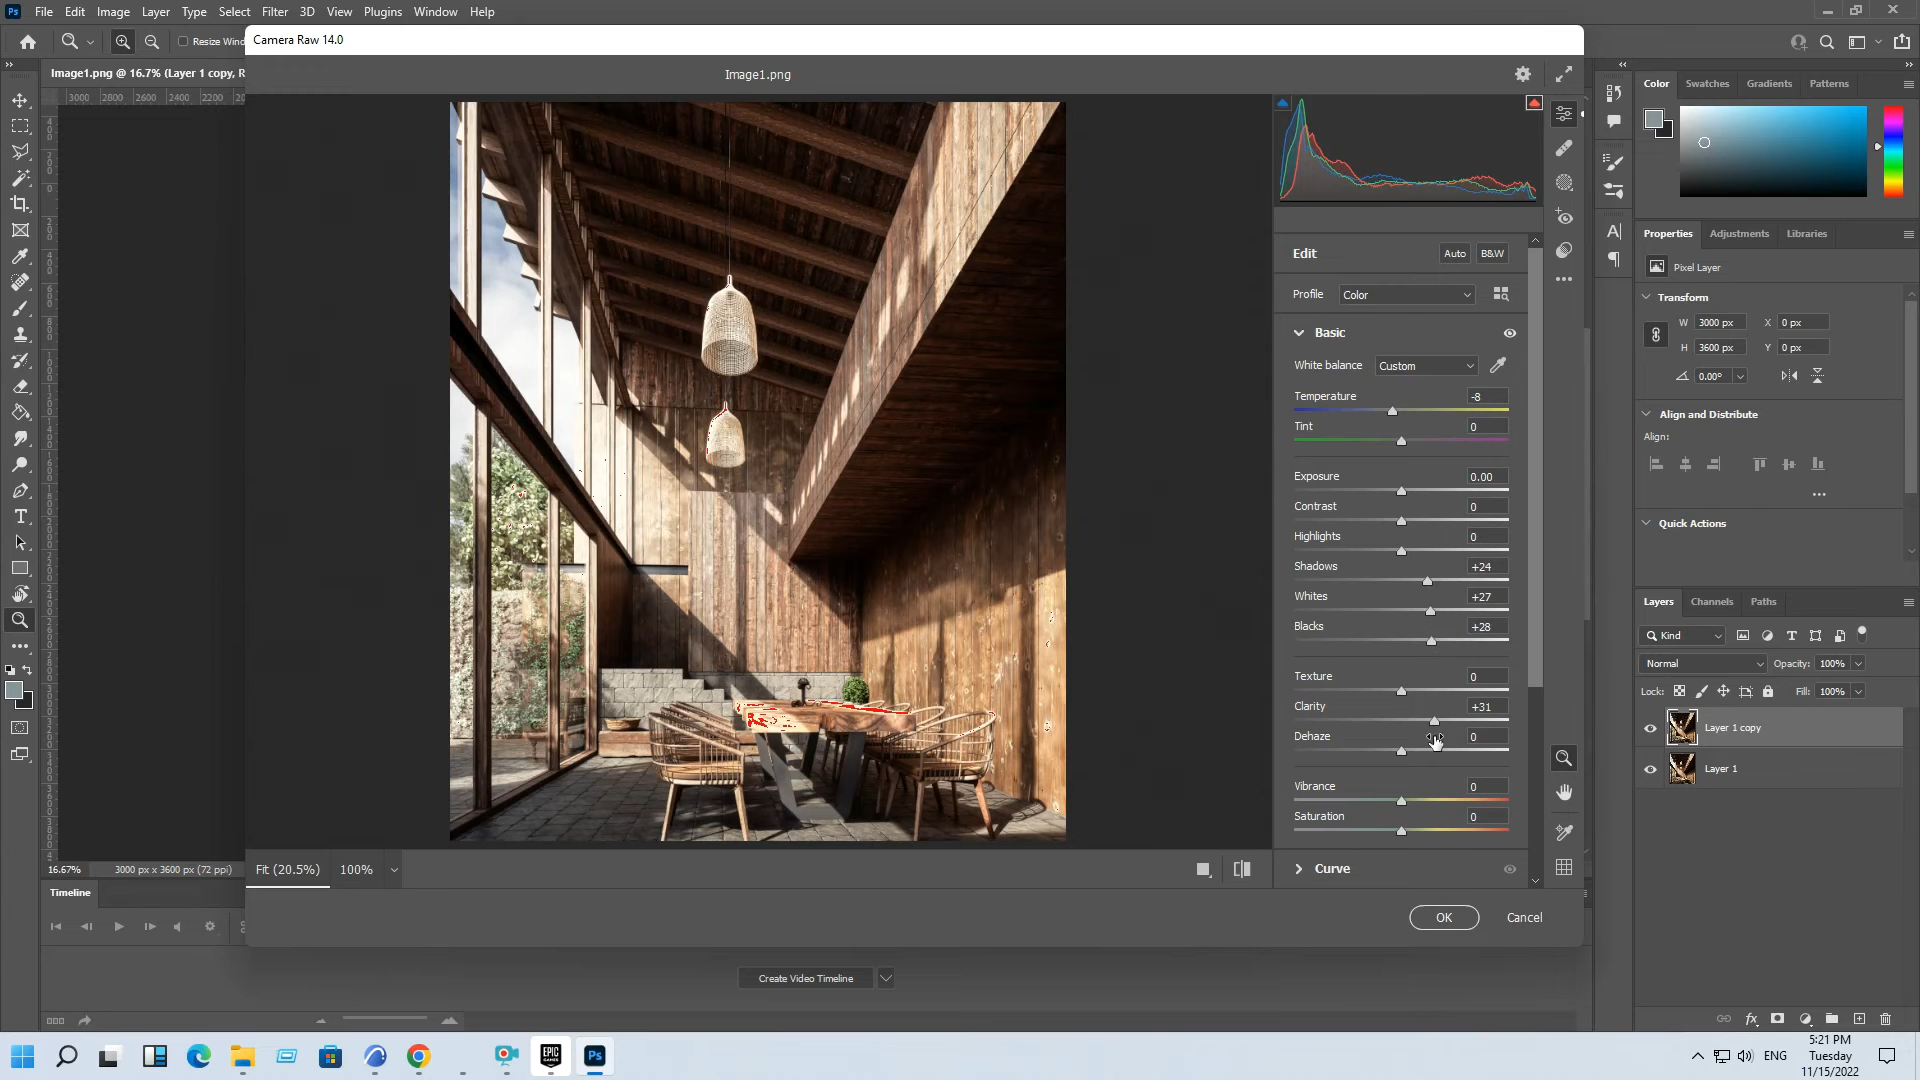 Ps File Edit Image Layer Type Select Filter 3D View Plugins Window Help
Resize Wind
Camera Raw 14.0
Image1.png @ 16.7% (Layer 1 copy, R
Image1.png
3000 2800 2600 2400 2200
Color Swatches Gradients Patterns
Properties Adjustments Libraries
Pixel Layer
Transform
W 3000 px X 0 px
H 3600 px Y 0 px
0.00°
Align and Distribute
Align:
Quick Actions
Layers Channels Paths
Kind
Normal Opacity: 100%
Lock: Fill: 100%
Layer 1 copy
Layer 1
Edit Auto B&W
Profile Color
Basic
White balance Custom
Temperature -8
Tint 0
Exposure 0.00
Contrast 0
Highlights 0
Shadows +24
Whites +27
Blacks +28
Texture 0
Clarity +31
Dehaze 0
Vibrance 0
Saturation 0
Curve
Fit (20.5%) 100%
16.67% 3000 px x 3600 px (72 ppi)
Timeline
OK Cancel
Create Video Timeline
EPIC GAMES
Ps
ENG
5:21 PM
Tuesday
11/15/2022